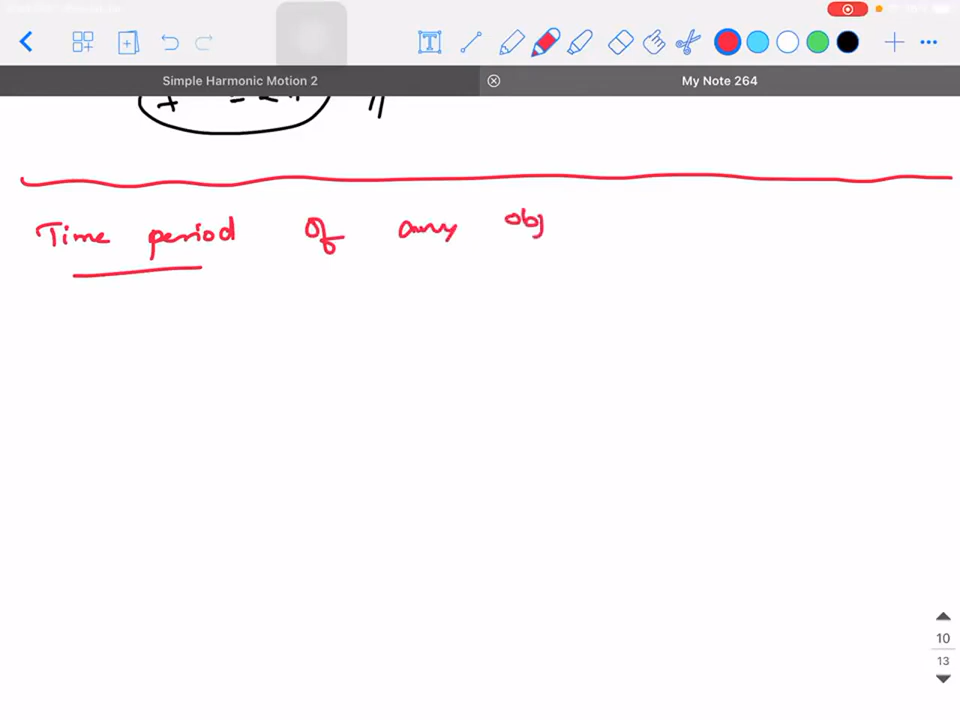 Simple Harmonic Motion 2
My Note 264
Time period of any obj
10
13